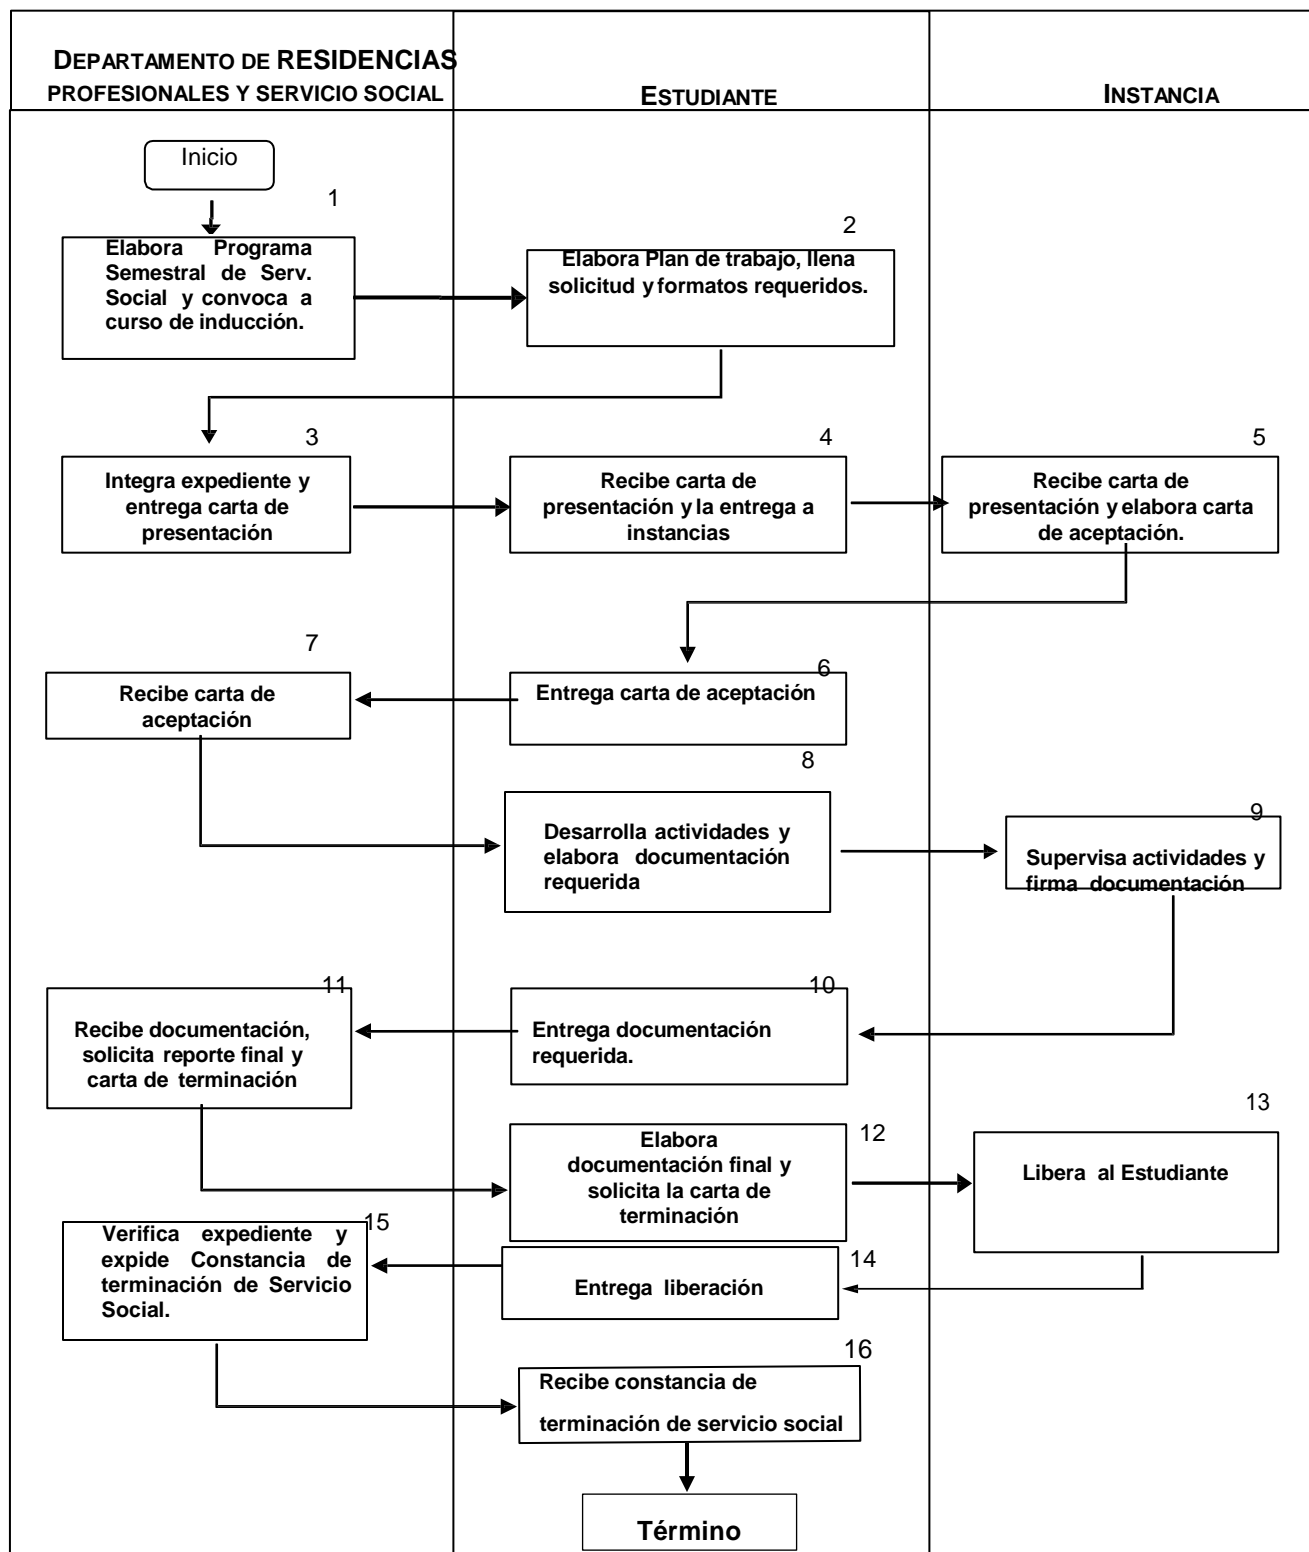 DEPARTAMENTO DE RESIDENCIAS
PROFESIONALES Y SERVICIO SOCIAL
ESTUDIANTE
INSTANCIA
Inicio
1
Elabora Programa
Semestral de Serv.
Social y convoca a
curso de inducción.
2
Elabora Plan de trabajo, llena
solicitud y formatos requeridos.
3
Integra expediente y
entrega carta de
presentación
4
Recibe carta de
presentación y la entrega a
instancias
5
Recibe carta de
presentación y elabora carta
de aceptación.
6
Entrega carta de aceptación
7
Recibe carta de
aceptación
8
Desarrolla actividades y
elabora documentación
requerida
9
Supervisa actividades y
firma documentación
10
Entrega documentación
requerida.
11
Recibe documentación,
solicita reporte final y
carta de terminación
12
Elabora
documentación final y
solicita la carta de
terminación
13
Libera al Estudiante
14
Entrega liberación
15
Verifica expediente y
expide Constancia de
terminación de Servicio
Social.
16
Recibe constancia de
terminación de servicio social
Término